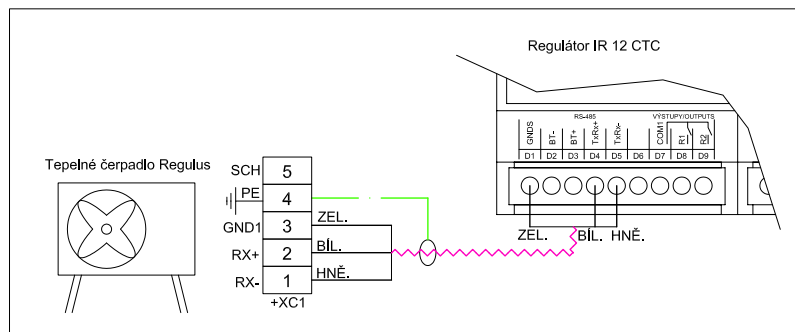 Regulátor IR 12 CTC
RS-485
VÝSTUPY/OUTPUTS
GNDS
BT-
BT+
TxRx+
TxRx-
COM1
R1
R2
D1 D2 D3 D4 D5 D6 D7 D8 D9
Tepelné čerpadlo Regulus
SCH 5
PE 4
GND1 3 ZEL.
RX+ 2 BÍL.
RX- 1 HNĚ.
+XC1
ZEL. BÍL. HNĚ.